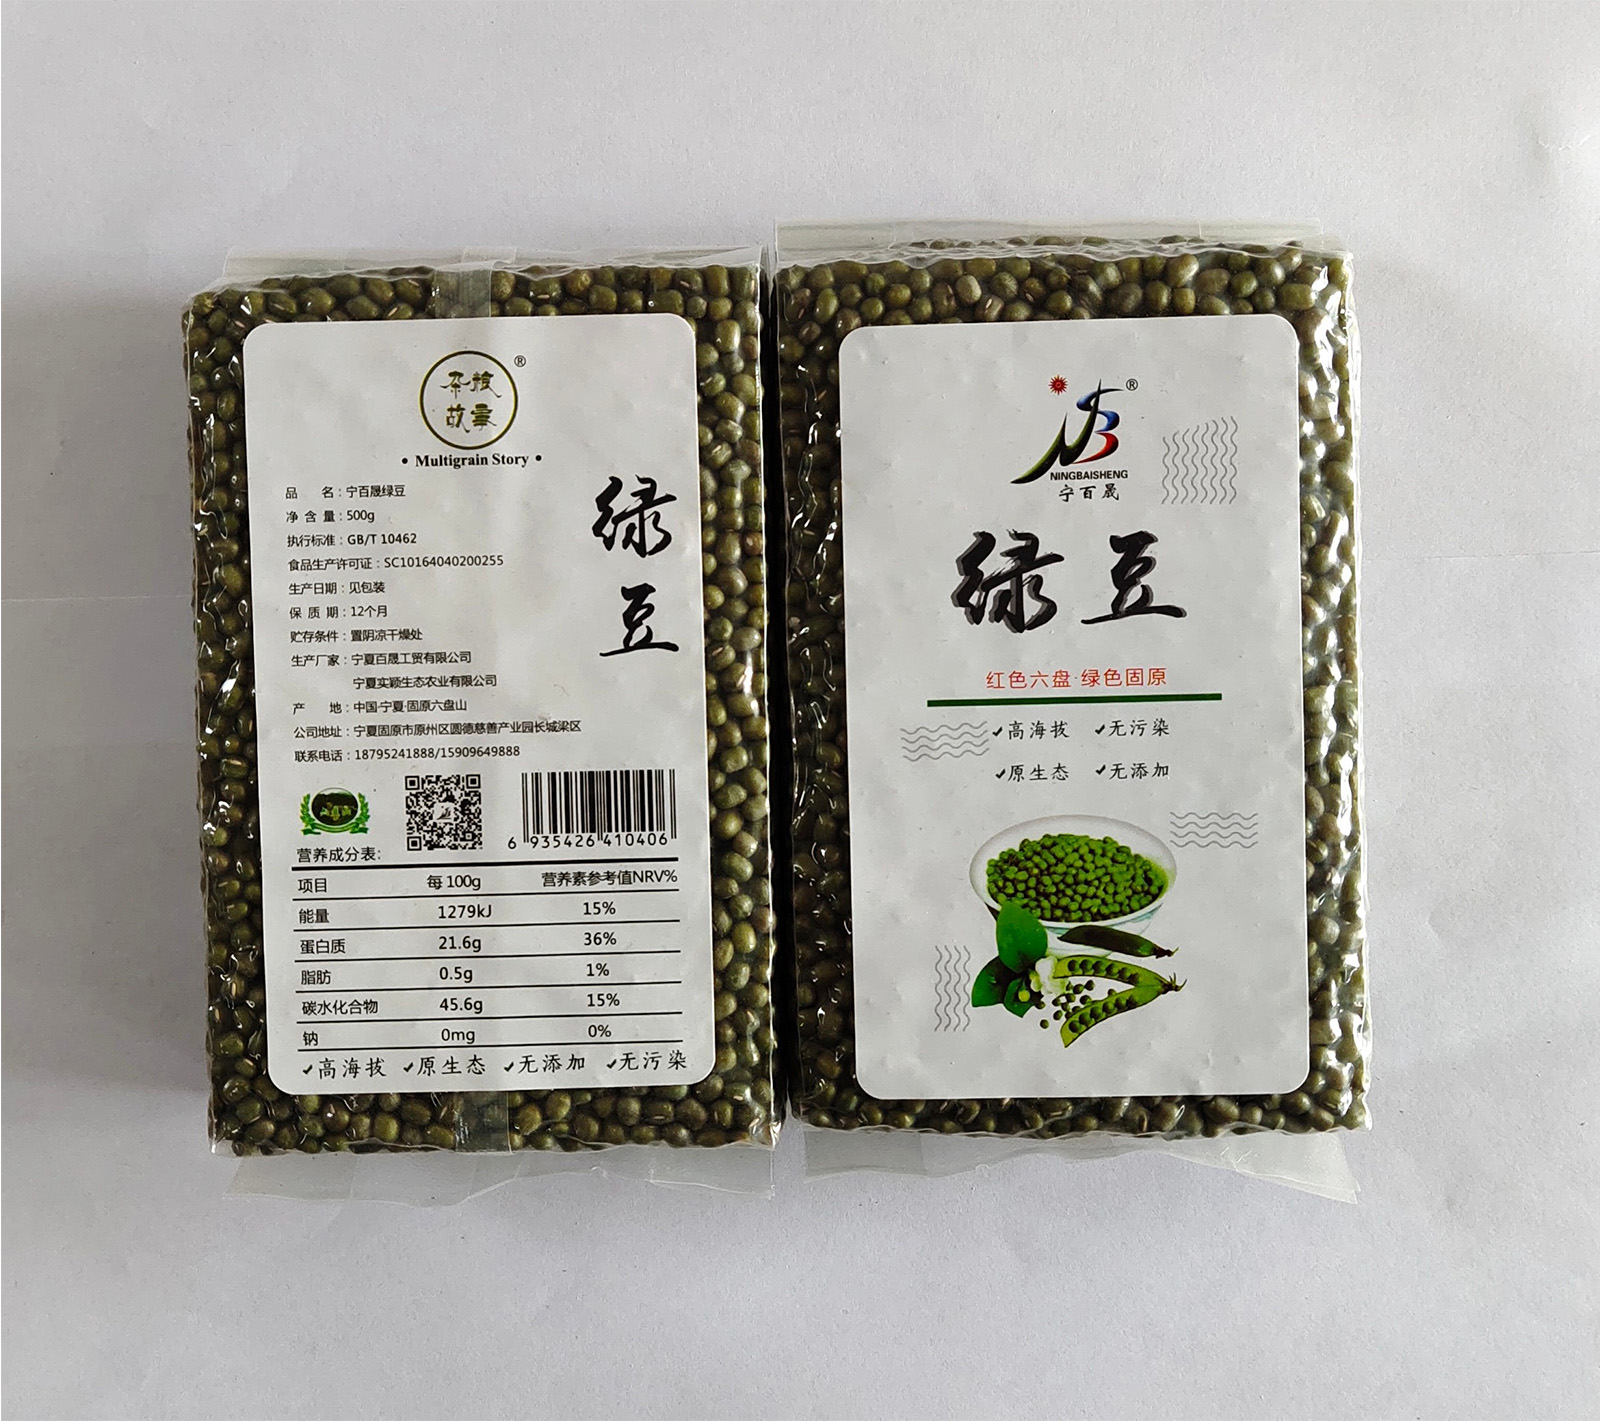 杂粮
故事
®
• Multigrain Story •
绿豆
品 名：宁百晟绿豆
净 含 量：500g
执行标准：GB/T 10462
食品生产许可证：SC10164040200255
生产日期：见包装
保 质 期：12个月
贮存条件：置阴凉干燥处
生产厂家：宁夏百晟工贸有限公司
宁夏实颖生态农业有限公司
产 地：中国·宁夏·固原六盘山
公司地址：宁夏固原市原州区圆德慈善产业园长城梁区
联系电话：18795241888/15909649888
6 935426 410406
营养成分表:
项目 每100g 营养素参考值NRV%
能量 1279kJ 15%
蛋白质 21.6g 36%
脂肪 0.5g 1%
碳水化合物 45.6g 15%
钠 0mg 0%
✓高海拔 ✓原生态 ✓无添加 ✓无污染
®
NINGBAISHENG
宁百晟
绿豆
红色六盘·绿色固原
✓高海拔 ✓无污染
✓原生态 ✓无添加